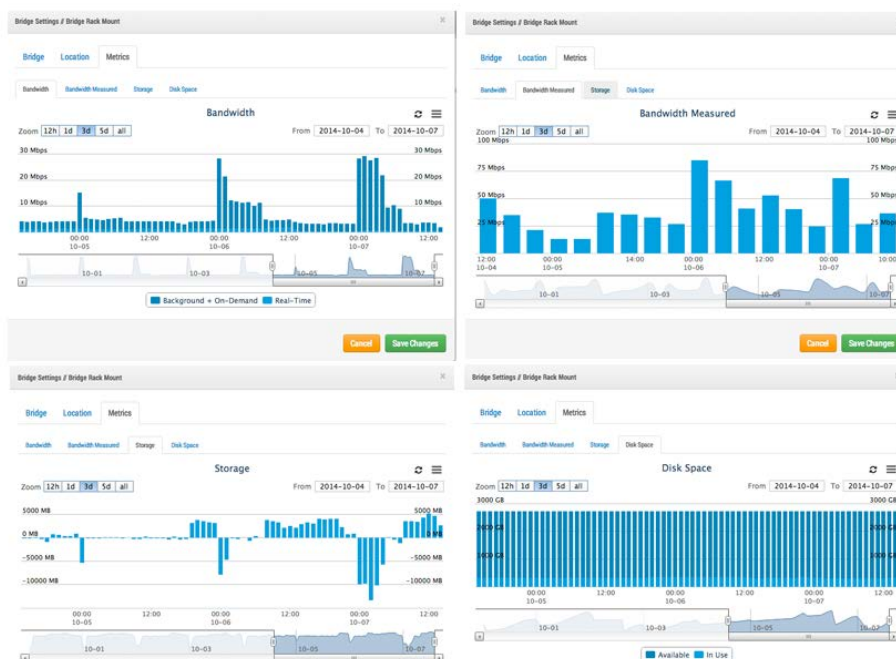 Bridge Settings // Bridge Rack Mount ×
Bridge Location Metrics
Bandwidth Bandwidth Measured Storage Disk Space
Bandwidth
Zoom 12h 1d 3d 5d all From 2014-10-04 To 2014-10-07
30 Mbps 30 Mbps
20 Mbps 20 Mbps
10 Mbps 10 Mbps
00:00 12:00 00:00 12:00 00:00 12:00
10-05 10-06 10-07
10-01 10-03 10-05 10-07
Background + On-Demand Real-Time
Cancel Save Changes
Bridge Settings // Bridge Rack Mount
Bridge Location Metrics
Bandwidth Bandwidth Measured Storage Disk Space
Bandwidth Measured
Zoom 12h 1d 3d 5d all From 2014-10-04 To 2014-10-07
100 Mbps 100 Mbps
75 Mbps 75 Mbps
50 Mbps 50 Mbps
25 Mbps 25 Mbps
12:00 00:00 14:00 00:00 12:00 00:00 10:00
10-04 10-05 10-06 10-07
10-01 10-03 10-05 10-07
Cancel Save Changes
Bridge Settings // Bridge Rack Mount ×
Bridge Location Metrics
Bandwidth Bandwidth Measured Storage Disk Space
Storage
Zoom 12h 1d 3d 5d all From 2014-10-04 To 2014-10-07
5000 MB 5000 MB
0 MB 0 MB
-5000 MB -5000 MB
-10000 MB -10000 MB
00:00 12:00 00:00 12:00 00:00 12:00
10-05 10-06 10-07
10-01 10-03 10-05 10-07
Bridge Settings // Bridge Rack Mount
Bridge Location Metrics
Bandwidth Bandwidth Measured Storage Disk Space
Disk Space
Zoom 12h 1d 3d 5d all From 2014-10-04 To 2014-10-07
3000 GB 3000 GB
2000 GB 2000 GB
1000 GB 1000 GB
00:00 12:00 00:00 12:00 00:00 12:00
10-05 10-06 10-07
10-01 10-03 10-05 10-07
Available In Use